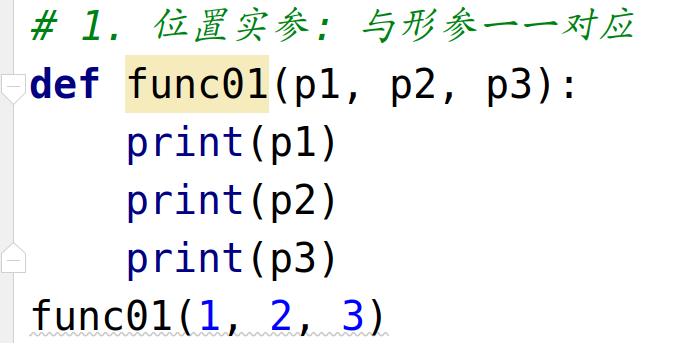 # 1. 位置实参: 与形参一一对应
def func01(p1, p2, p3):
    print(p1)
    print(p2)
    print(p3)
func01(1, 2, 3)